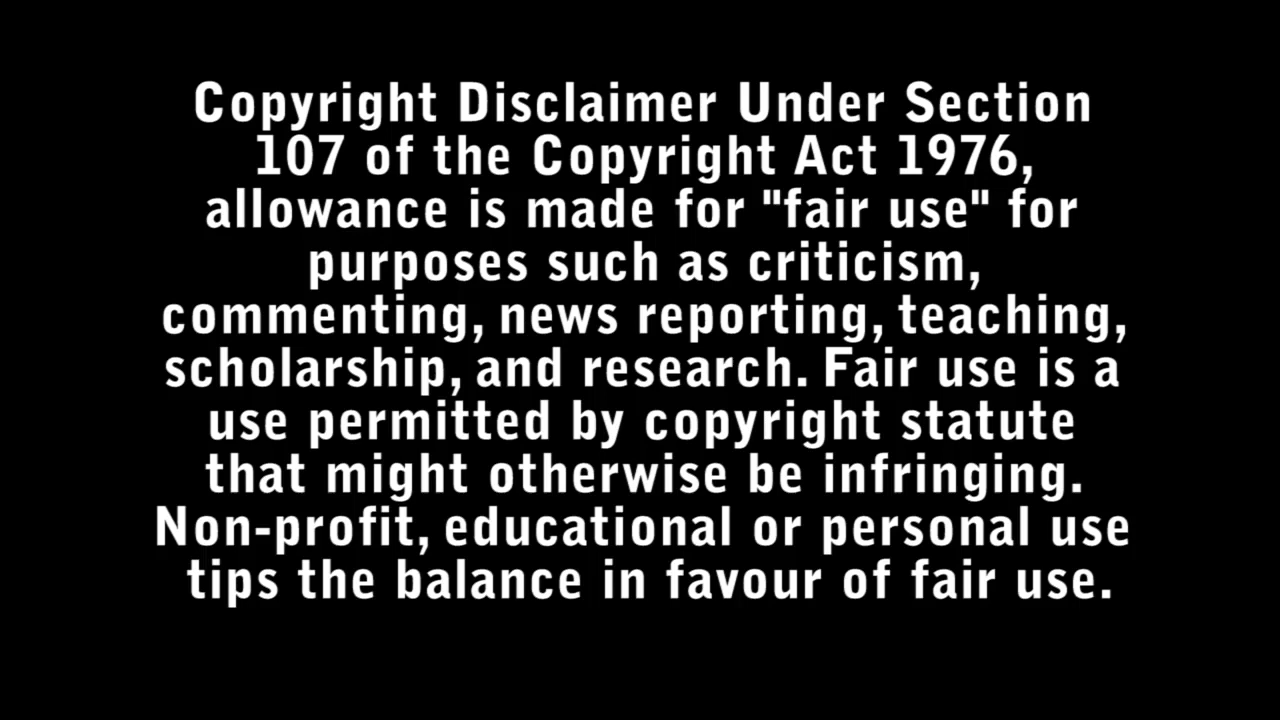 Copyright Disclaimer Under Section
107 of the Copyright Act 1976,
allowance is made for "fair use" for
purposes such as criticism,
commenting, news reporting, teaching,
scholarship, and research. Fair use is a
use permitted by copyright statute
that might otherwise be infringing.
Non-profit, educational or personal use
tips the balance in favour of fair use.